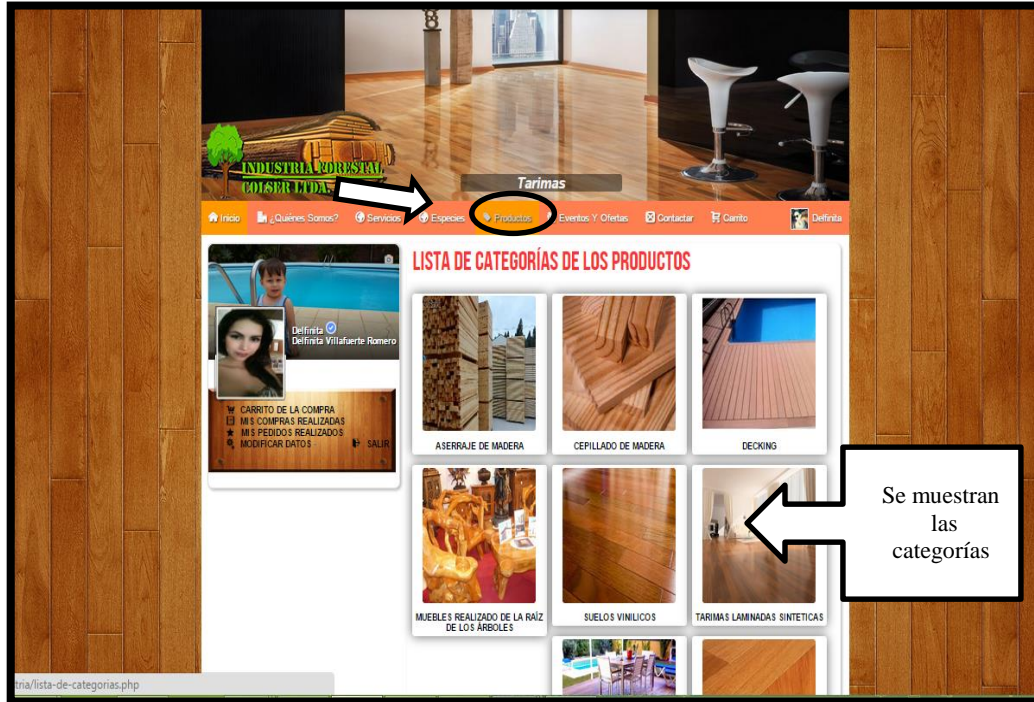 INDUSTRIA FORESTAL
COLSER LTDA.
Tarimas
Inicio
¿Quiénes Somos?
Servicios
Especies
Productos
Eventos Y Ofertas
Contactar
Carrito
Delfinita
LISTA DE CATEGORÍAS DE LOS PRODUCTOS
Delfinita
Delfinita Villafuerte Romero
CARRITO DE LA COMPRA
MIS COMPRAS REALIZADAS
MIS PEDIDOS REALIZADOS
MODIFICAR DATOS
SALIR
ASERRAJE DE MADERA
CEPILLADO DE MADERA
DECKING
MUEBLES REALIZADO DE LA RAÍZ
DE LOS ÁRBOLES
SUELOS VINILICOS
TARIMAS LAMINADAS SINTETICAS
Se muestran
las
categorías
tria/lista-de-categorias.php